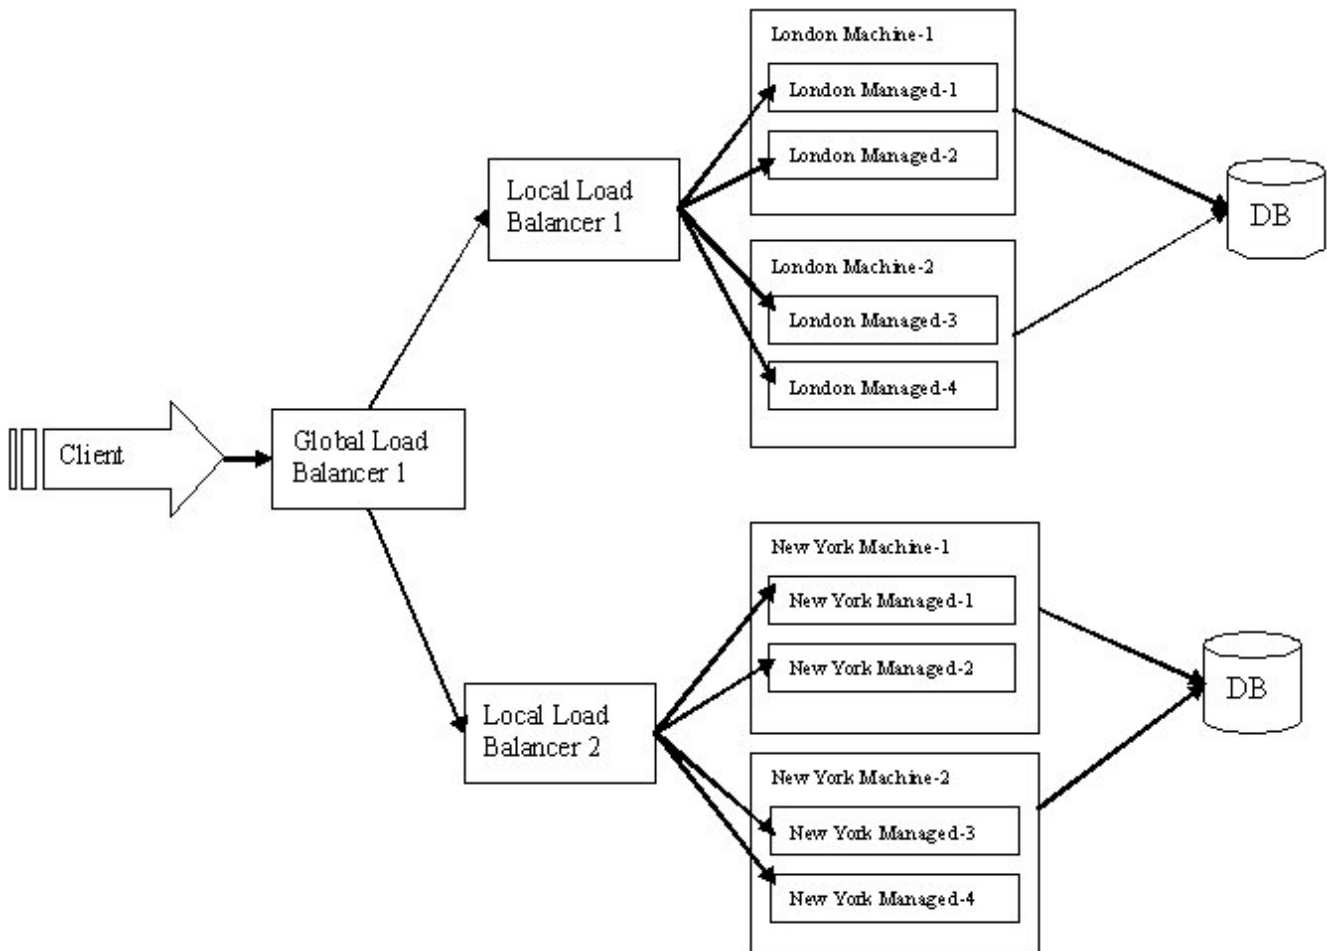 Client
Global Load
Balancer 1
Local Load
Balancer 1
London Machine-1
London Managed-1
London Managed-2
London Machine-2
London Managed-3
London Managed-4
DB
Local Load
Balancer 2
New York Machine-1
New York Managed-1
New York Managed-2
New York Machine-2
New York Managed-3
New York Managed-4
DB